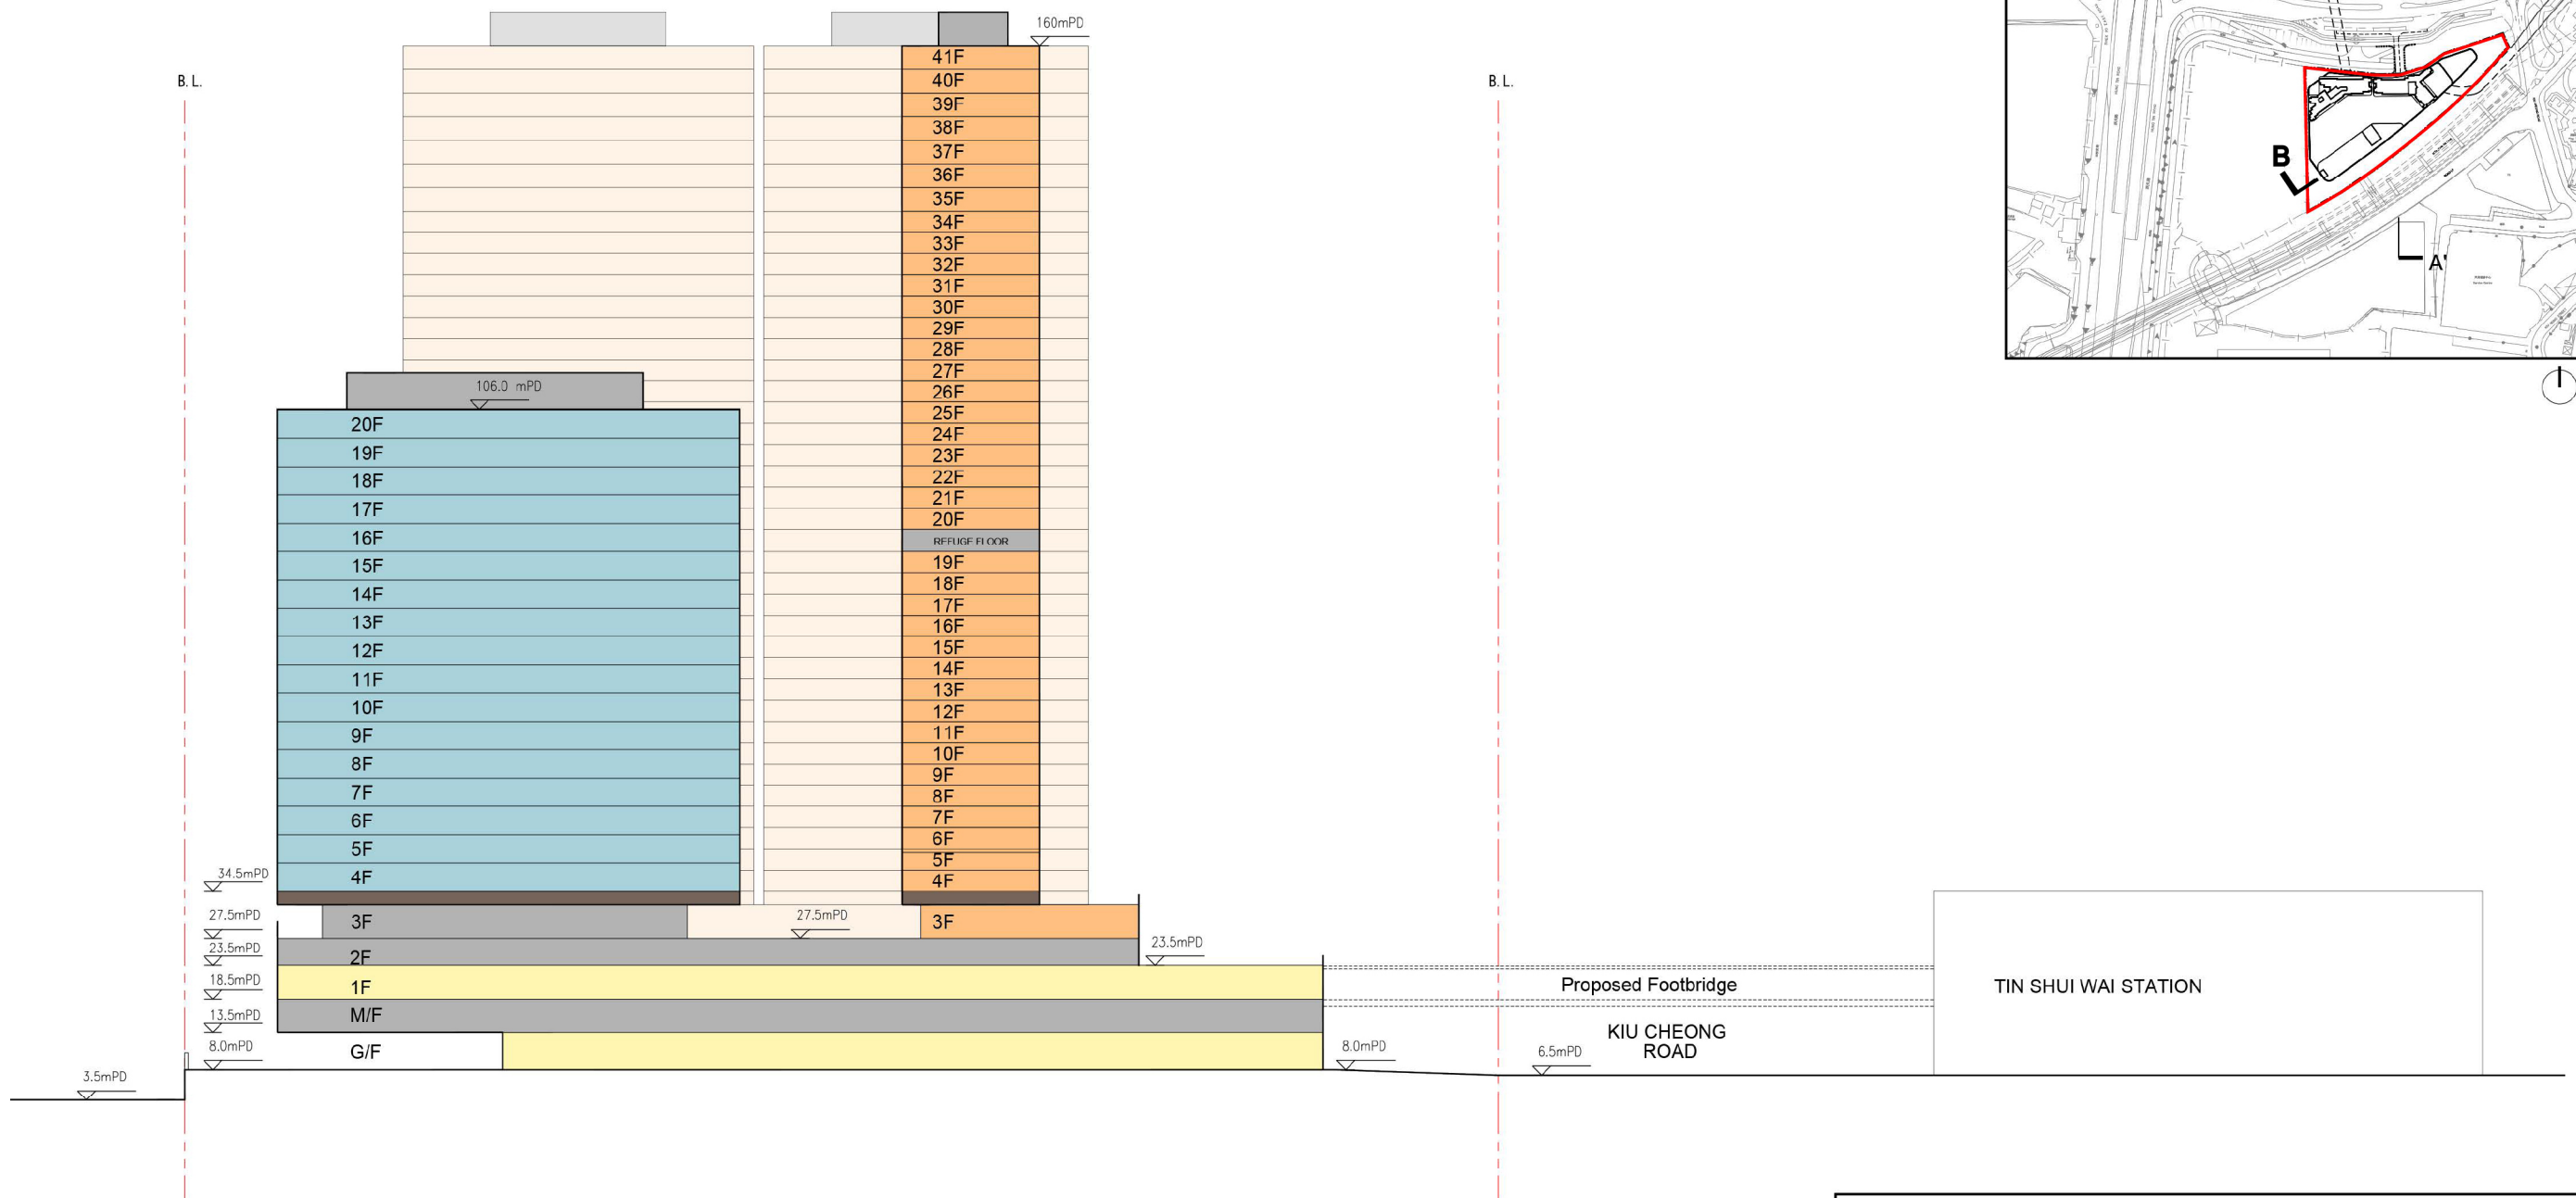 160mPD
B. L.
B. L.
41F
40F
39F
38F
37F
36F
35F
34F
33F
32F
31F
30F
29F
28F
27F
26F
25F
24F
23F
22F
21F
20F
REFUGE FLOOR
19F
18F
17F
16F
15F
14F
13F
12F
11F
10F
9F
8F
7F
6F
5F
4F
3F
106.0 mPD
20F
19F
18F
17F
16F
15F
14F
13F
12F
11F
10F
9F
8F
7F
6F
5F
4F
3F
2F
1F
M/F
G/F
34.5mPD
27.5mPD
23.5mPD
18.5mPD
13.5mPD
8.0mPD
3.5mPD
27.5mPD
23.5mPD
8.0mPD
6.5mPD
Proposed Footbridge
KIU CHEONG
ROAD
TIN SHUI WAI STATION
B
A'